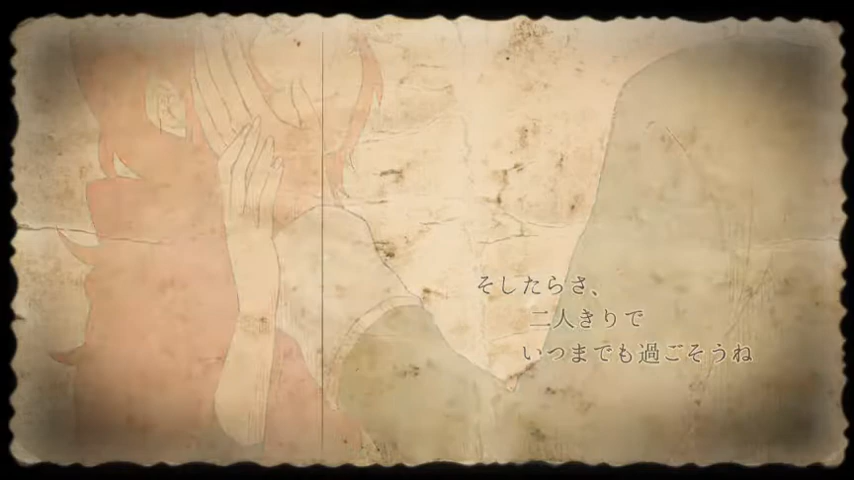 そしたらさ、
二人きりで
いつまでも過ごそうね